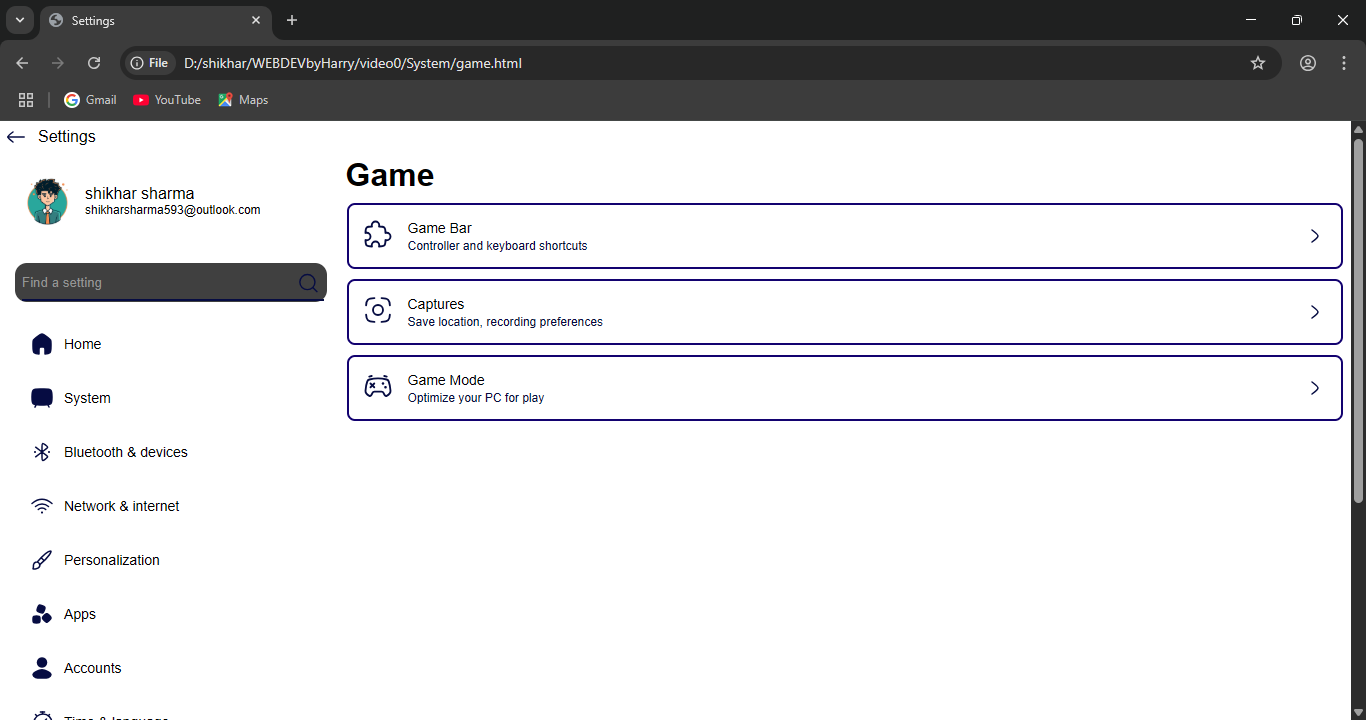 Settings
File
D:/shikhar/WEBDEVbyHarry/video0/System/game.html
Gmail
YouTube
Maps
Settings
shikhar sharma
shikharsharma593@outlook.com
Find a setting
Home
System
Bluetooth & devices
Network & internet
Personalization
Apps
Accounts
Time & language
Game
Game Bar
Controller and keyboard shortcuts
Captures
Save location, recording preferences
Game Mode
Optimize your PC for play